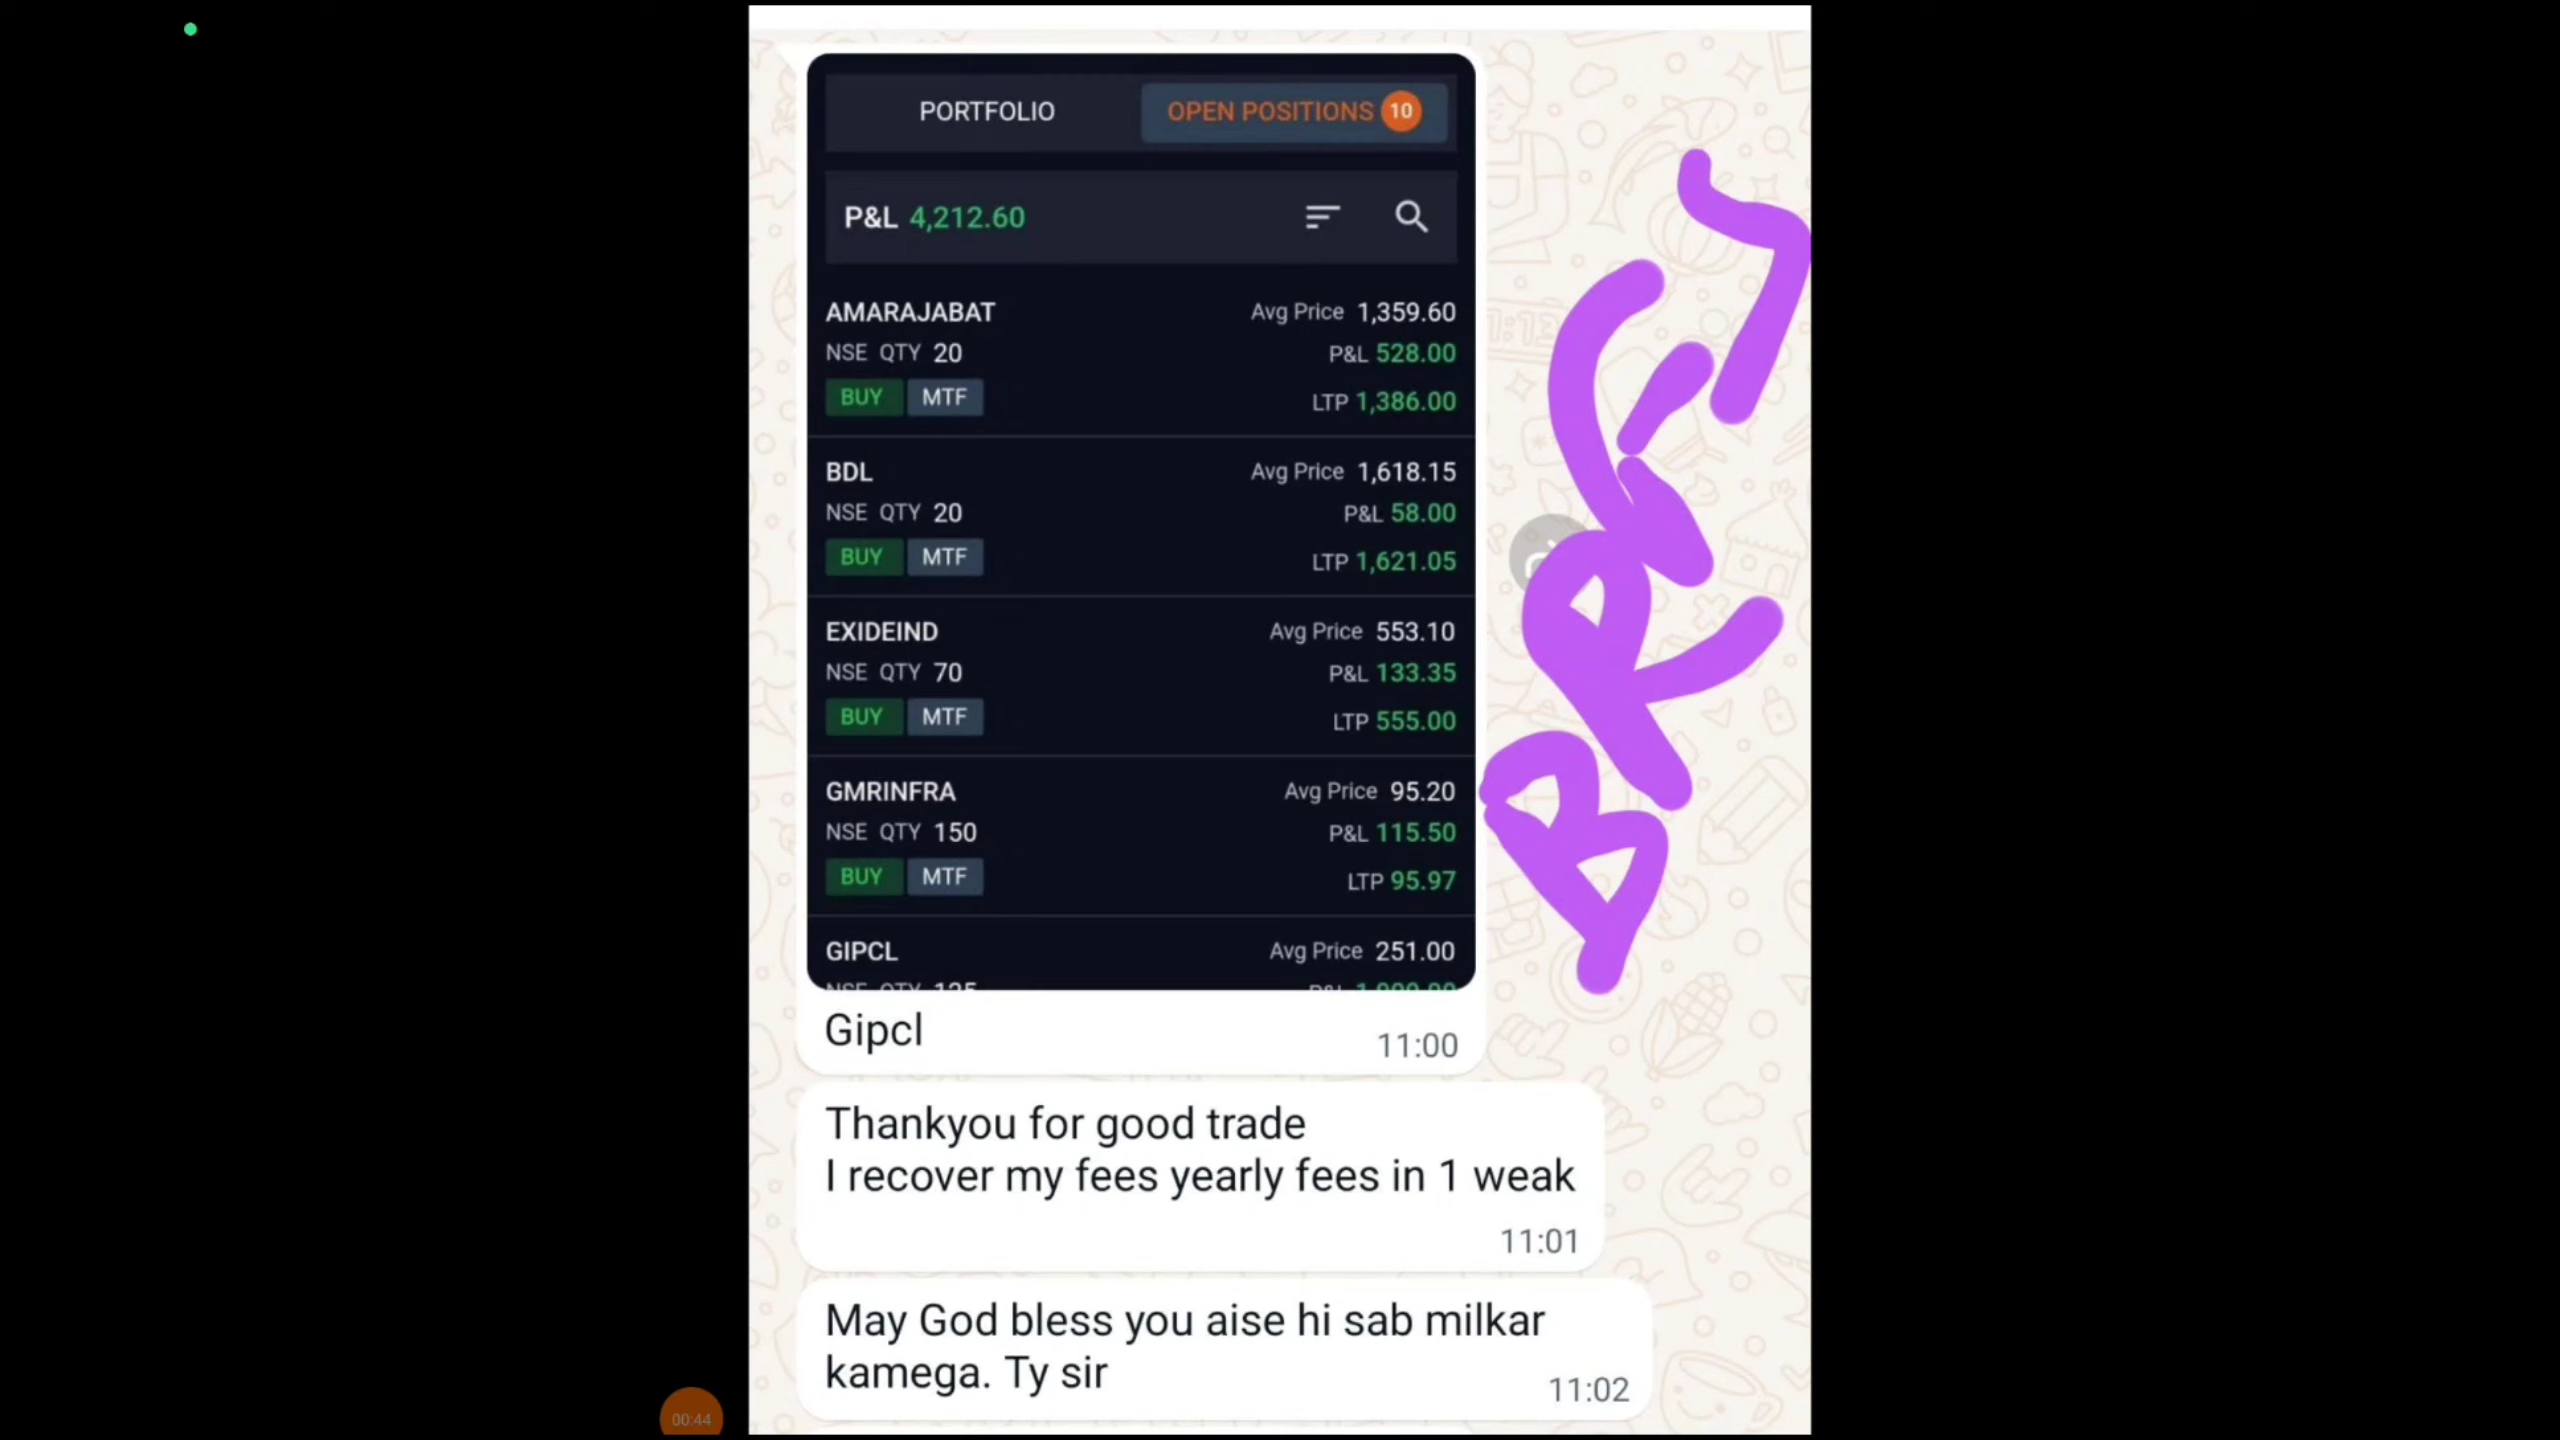 PORTFOLIO OPEN POSITIONS 10
P&L 4,212.60
AMARAJABAT Avg Price 1,359.60
NSE QTY 20 P&L 528.00
BUY MTF LTP 1,386.00
BDL Avg Price 1,618.15
NSE QTY 20 P&L 58.00
BUY MTF LTP 1,621.05
EXIDEIND Avg Price 553.10
NSE QTY 70 P&L 133.35
BUY MTF LTP 555.00
GMRINFRA Avg Price 95.20
NSE QTY 150 P&L 115.50
BUY MTF LTP 95.97
GIPCL Avg Price 251.00
NSE QTY P&L
Gipcl 11:00
Thankyou for good trade
I recover my fees yearly fees in 1 weak
11:01
May God bless you aise hi sab milkar
kamega. Ty sir 11:02
00:44